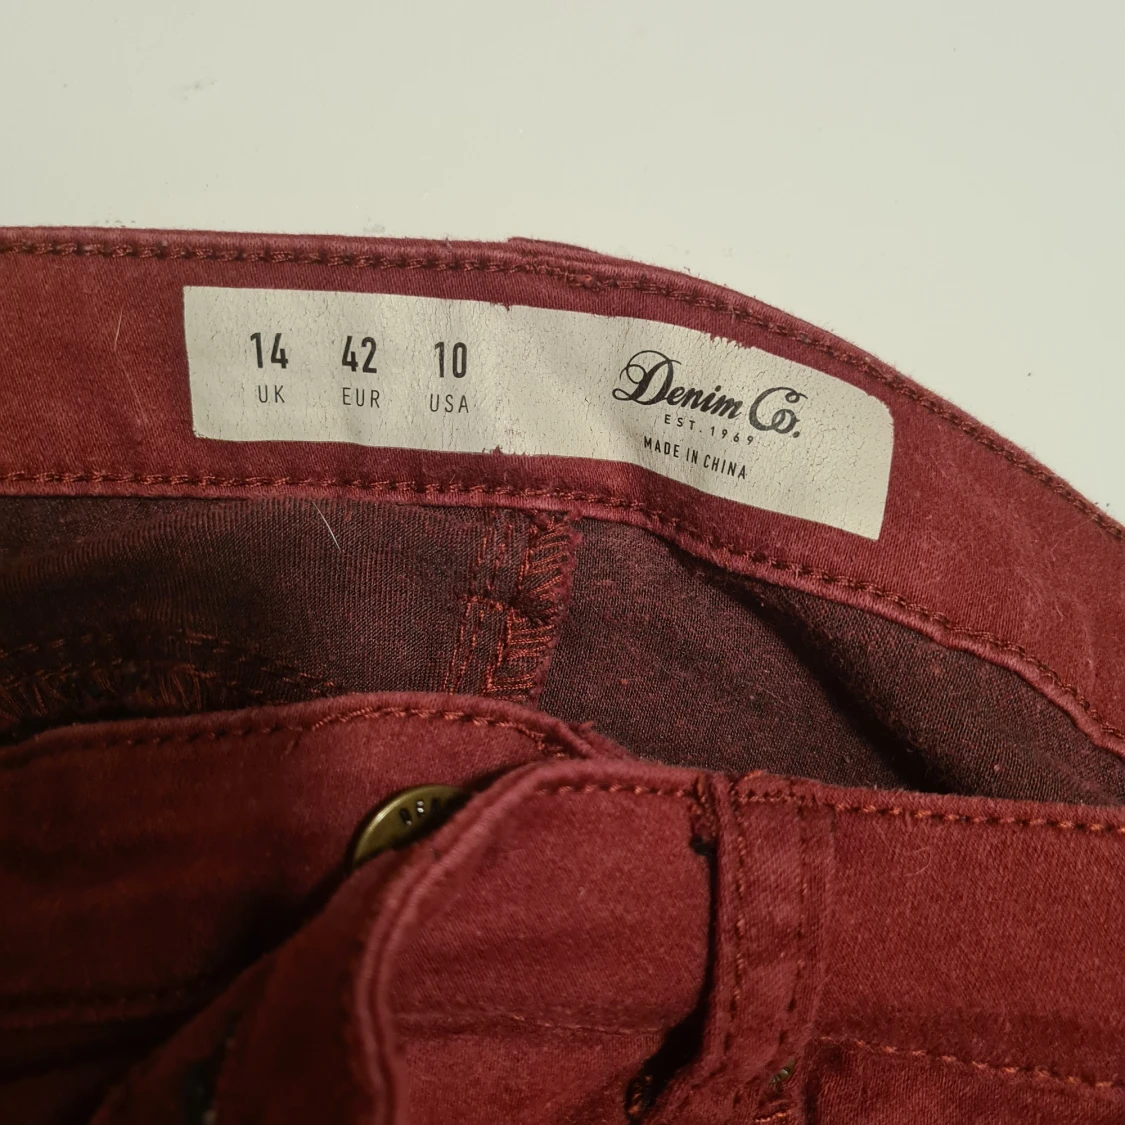 14 42 10
UK EUR USA
Denim Co.
EST. 1969
MADE IN CHINA